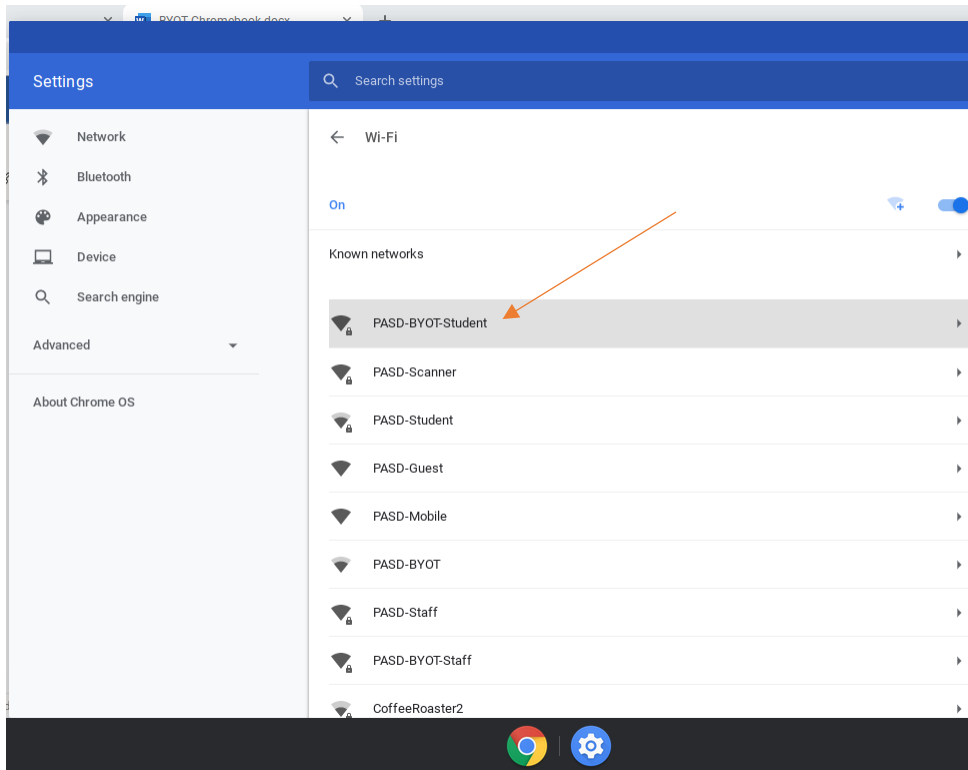 BYOT Chromebook.docx
Settings
Search settings
Network
Bluetooth
Appearance
Device
Search engine
Advanced
About Chrome OS
Wi-Fi
On
Known networks
PASD-BYOT-Student
PASD-Scanner
PASD-Student
PASD-Guest
PASD-Mobile
PASD-BYOT
PASD-Staff
PASD-BYOT-Staff
CoffeeRoaster2